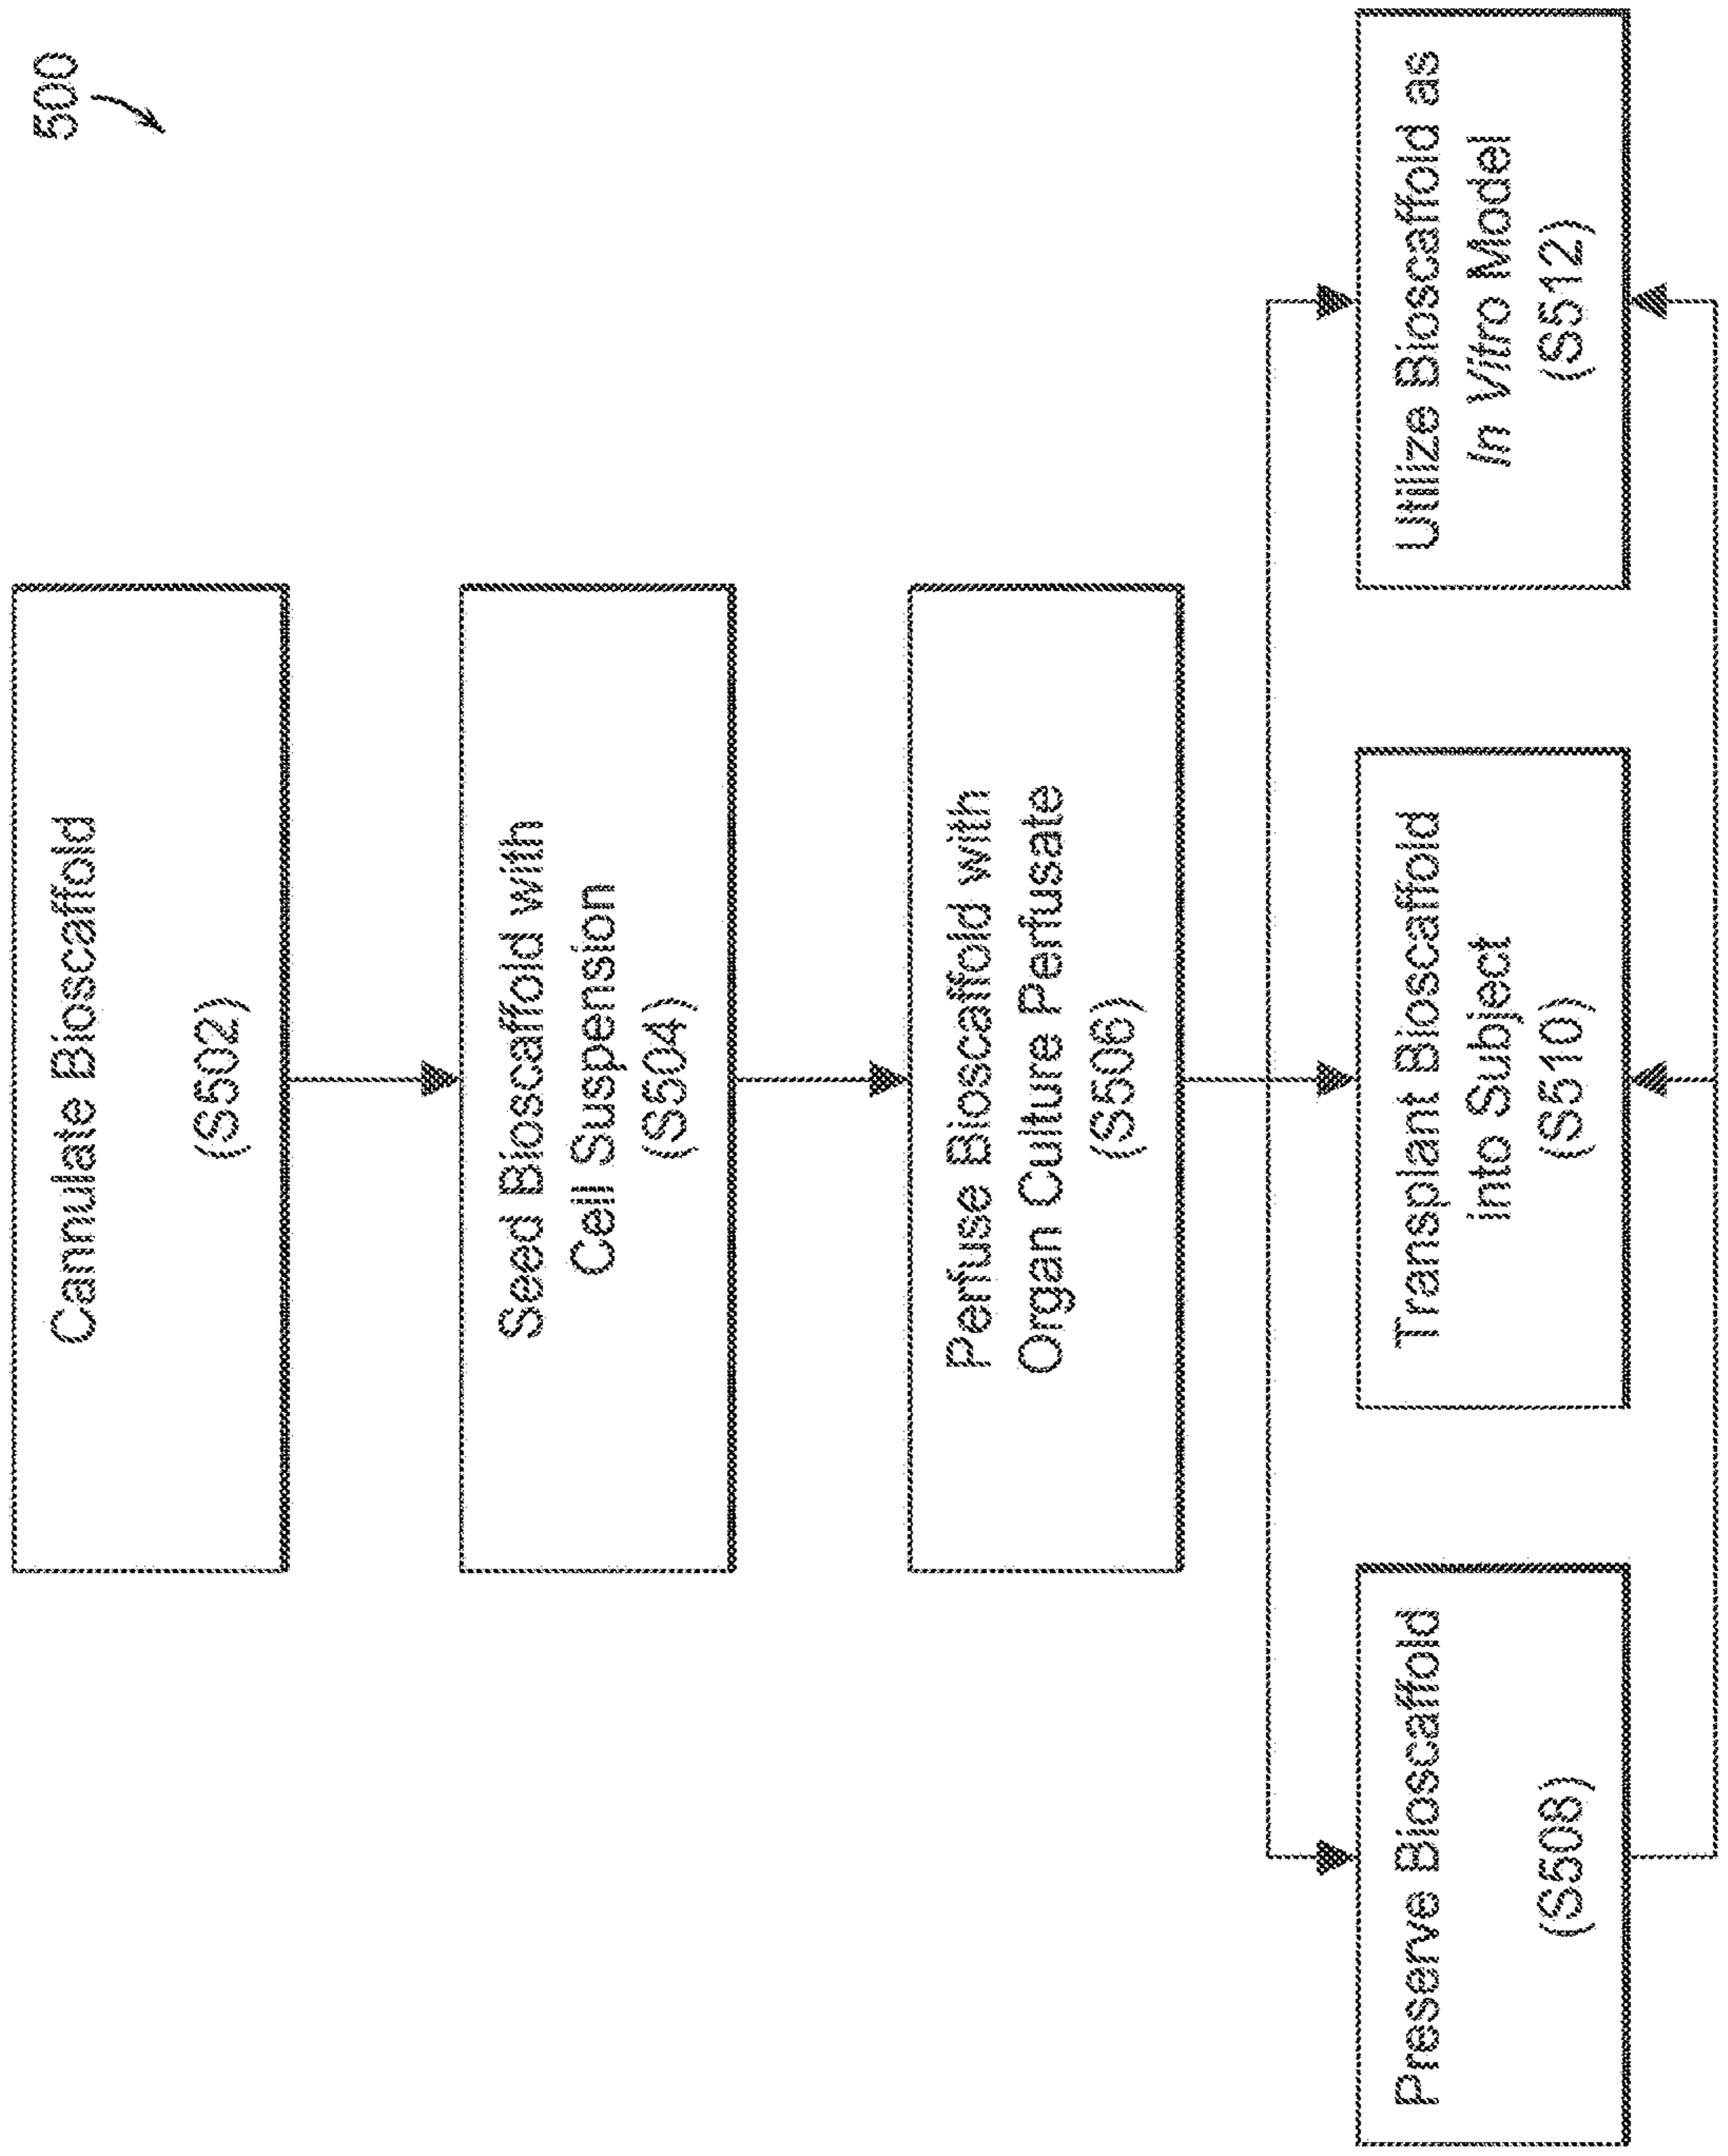 500
Cannulate Bioscaffold
(S502)
Seed Bioscaffold with
Cell Suspension
(S504)
Perfuse Bioscaffold with
Organ Culture Perfusate
(S506)
Preserve Bioscaffold
(S508)
Transplant Bioscaffold
into Subject
(S510)
Utilize Bioscaffold as
In Vitro Model
(S512)